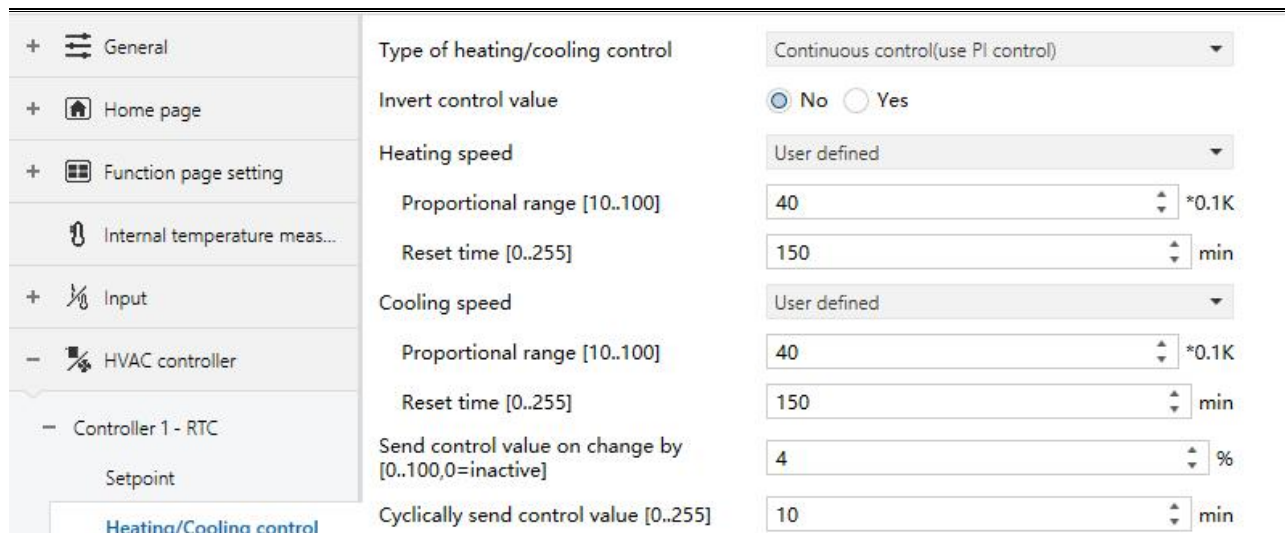 General
Home page
Function page setting
Internal temperature meas...
Input
HVAC controller
Controller 1 - RTC
Setpoint
Heating/Cooling control
Type of heating/cooling control Continuous control(use PI control)
Invert control value No Yes
Heating speed User defined
Proportional range [10..100] 40 *0.1K
Reset time [0..255] 150 min
Cooling speed User defined
Proportional range [10..100] 40 *0.1K
Reset time [0..255] 150 min
Send control value on change by
[0..100,0=inactive] 4 %
Cyclically send control value [0..255] 10 min